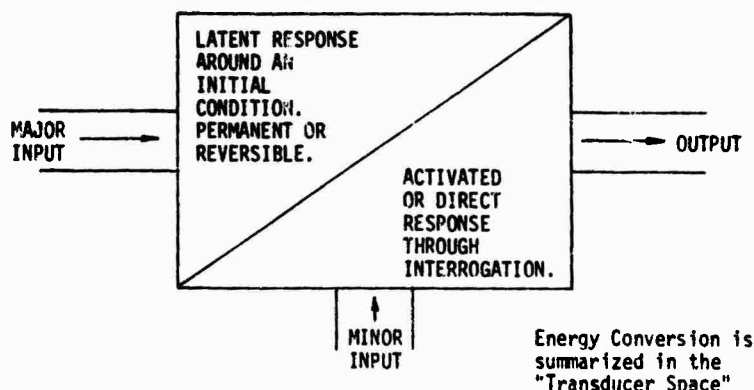 LATENT RESPONSE
AROUND AN
INITIAL
CONDITION.
PERMANENT OR
REVERSIBLE.
MAJOR
INPUT
OUTPUT
ACTIVATED
OR DIRECT
RESPONSE
THROUGH
INTERROGATION.
MINOR
INPUT
Energy Conversion is
summarized in the
"Transducer Space"